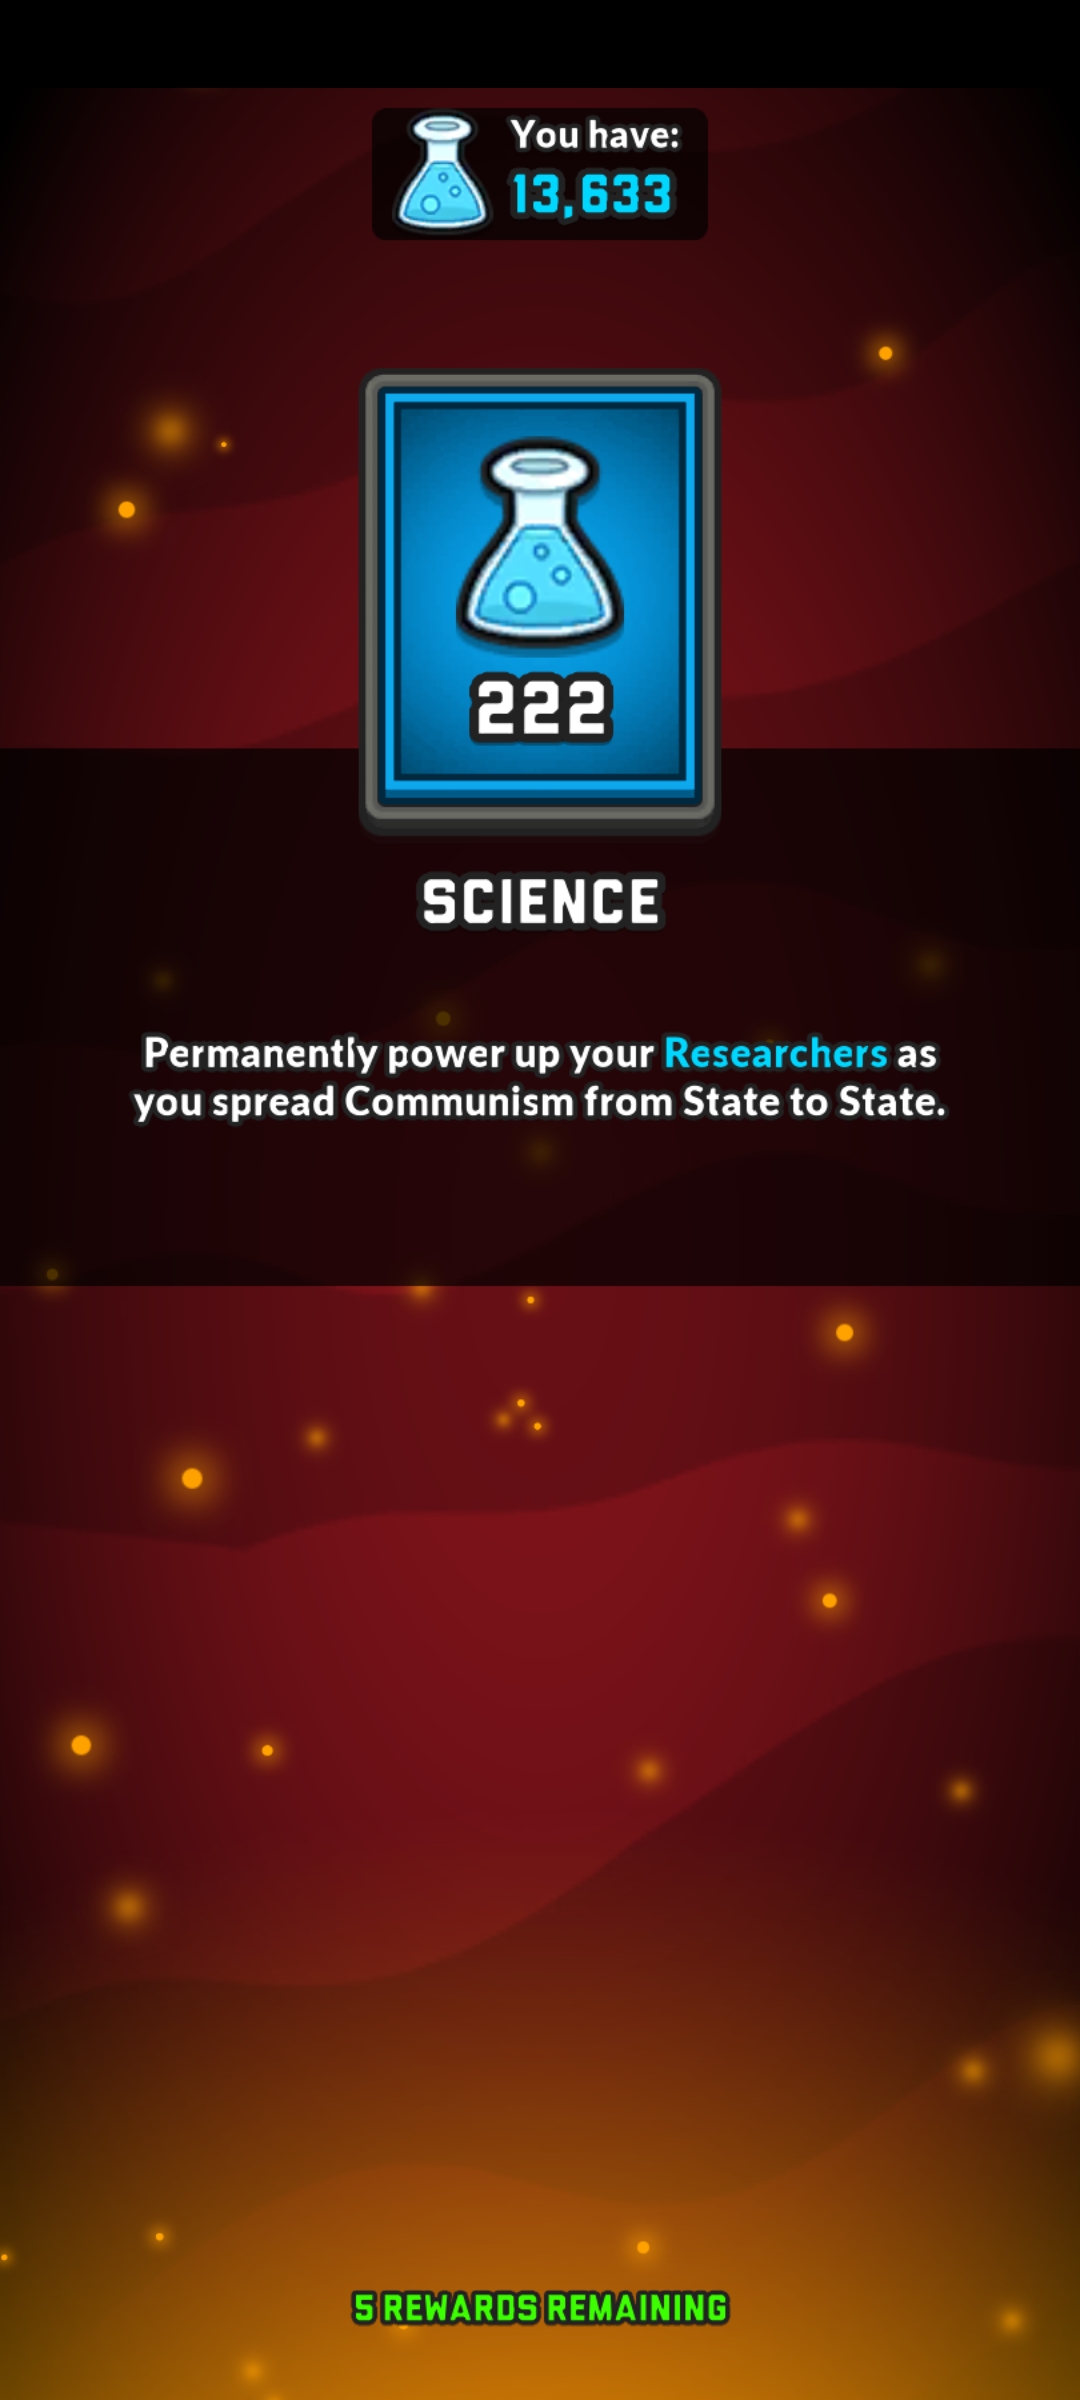 You have:
13,633
222
SCIENCE
Permanently power up your Researchers as
you spread Communism from State to State.
5 REWARDS REMAINING